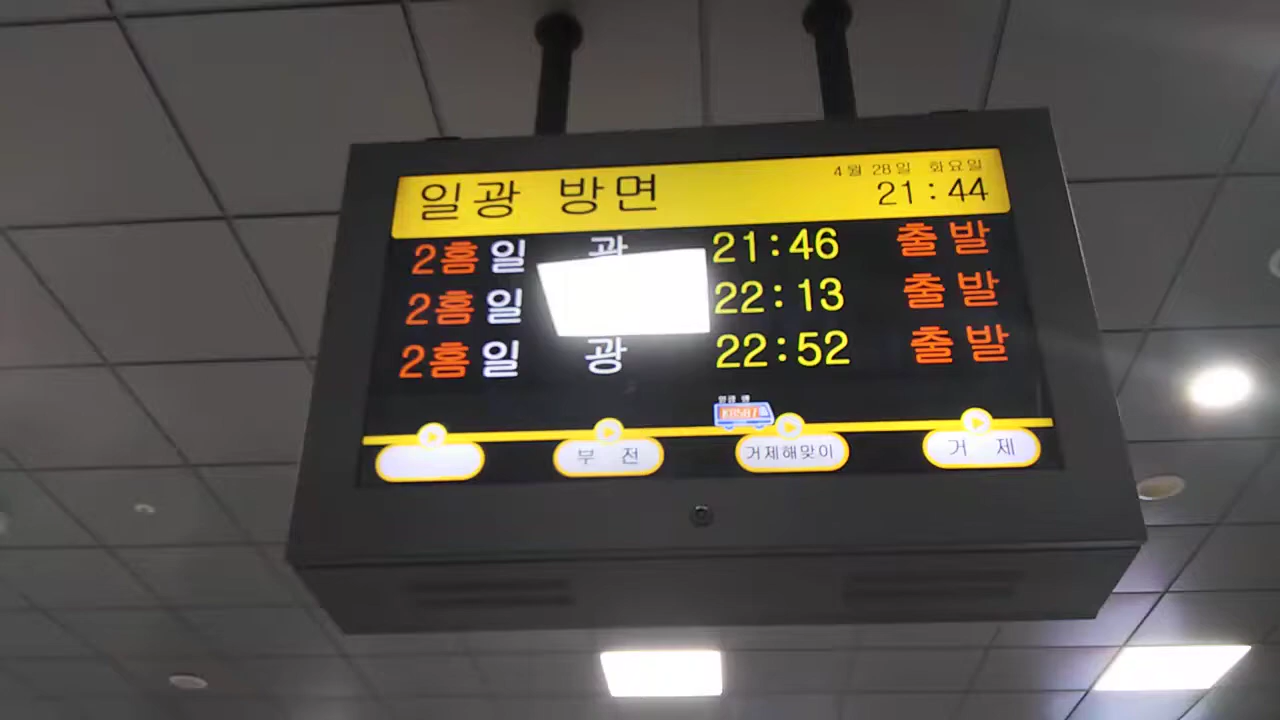 일광 방면
4월 28일 화요일
21:44
2홈 일 광 21:46 출발
2홈 일 22:13 출발
2홈 일 광 22:52 출발
부 전
거제해맞이
거 제